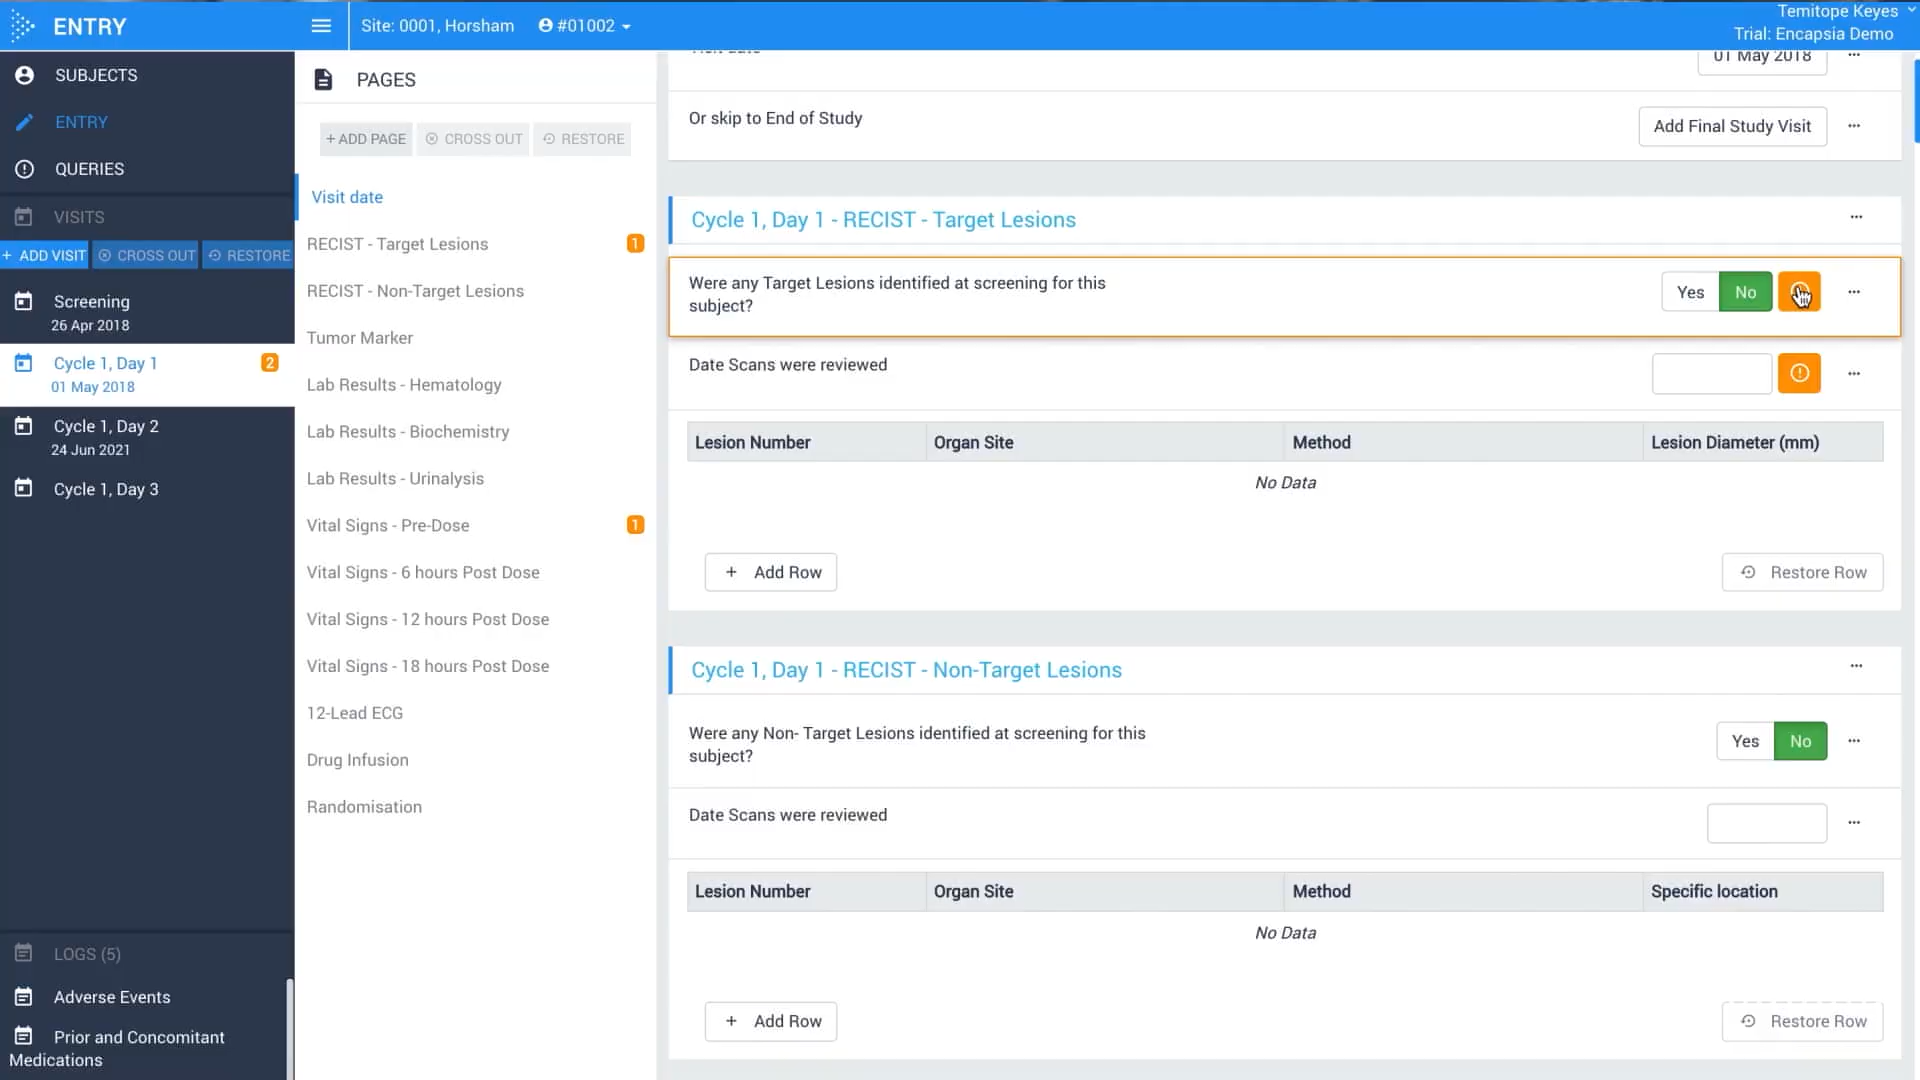 ENTRY
Site: 0001, Horsham
#01002
Temitope Keyes
Trial: Encapsia Demo
SUBJECTS
ENTRY
QUERIES
VISITS
+ ADD VISIT
CROSS OUT
RESTORE
Screening
26 Apr 2018
Cycle 1, Day 1
2
01 May 2018
Cycle 1, Day 2
24 Jun 2021
Cycle 1, Day 3
LOGS (5)
Adverse Events
Prior and Concomitant
Medications
PAGES
+ ADD PAGE
CROSS OUT
RESTORE
Visit date
RECIST - Target Lesions
1
RECIST - Non-Target Lesions
Tumor Marker
Lab Results - Hematology
Lab Results - Biochemistry
Lab Results - Urinalysis
Vital Signs - Pre-Dose
1
Vital Signs - 6 hours Post Dose
Vital Signs - 12 hours Post Dose
Vital Signs - 18 hours Post Dose
12-Lead ECG
Drug Infusion
Randomisation
Visit date
01 May 2018
Or skip to End of Study
Add Final Study Visit
Cycle 1, Day 1 - RECIST - Target Lesions
Were any Target Lesions identified at screening for this
subject?
Yes
No
Date Scans were reviewed
Lesion Number
Organ Site
Method
Lesion Diameter (mm)
No Data
+ Add Row
Restore Row
Cycle 1, Day 1 - RECIST - Non-Target Lesions
Were any Non- Target Lesions identified at screening for this
subject?
Yes
No
Date Scans were reviewed
Lesion Number
Organ Site
Method
Specific location
No Data
+ Add Row
Restore Row